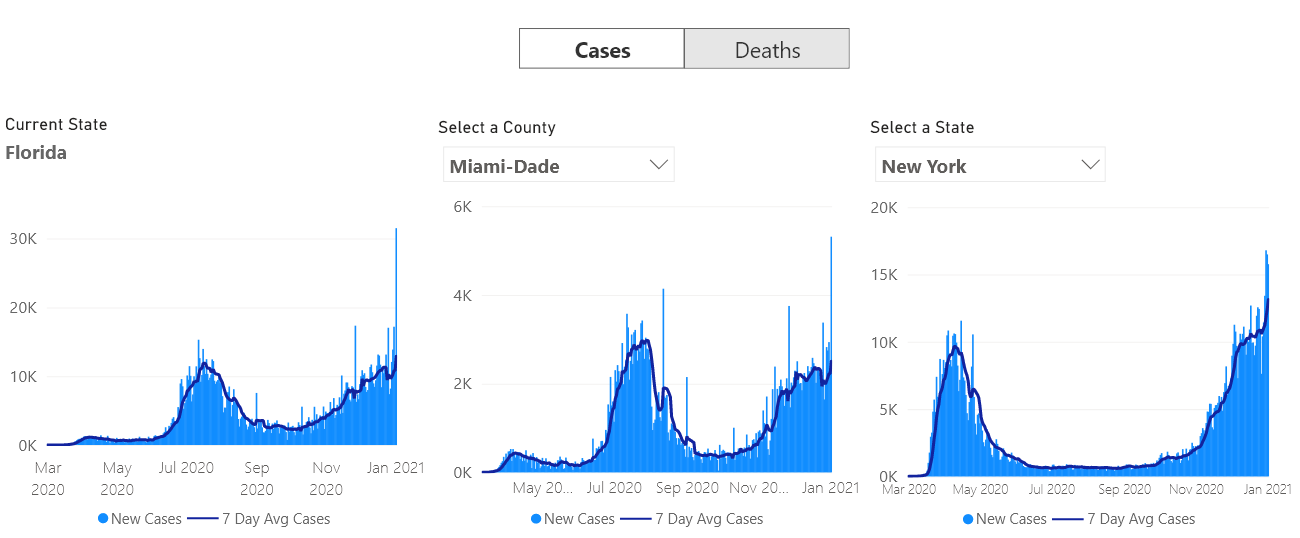 Cases Deaths
Current State
Florida
30K
20K
10K
0K
Mar 2020 May 2020 Jul 2020 Sep 2020 Nov 2020 Jan 2021
New Cases 7 Day Avg Cases
Select a County
Miami-Dade
6K
4K
2K
0K
May 20... Jul 2020 Sep 2020 Nov 20... Jan 2021
New Cases 7 Day Avg Cases
Select a State
New York
20K
15K
10K
5K
0K
Mar 2020 May 2020 Jul 2020 Sep 2020 Nov 2020 Jan 2021
New Cases 7 Day Avg Cases